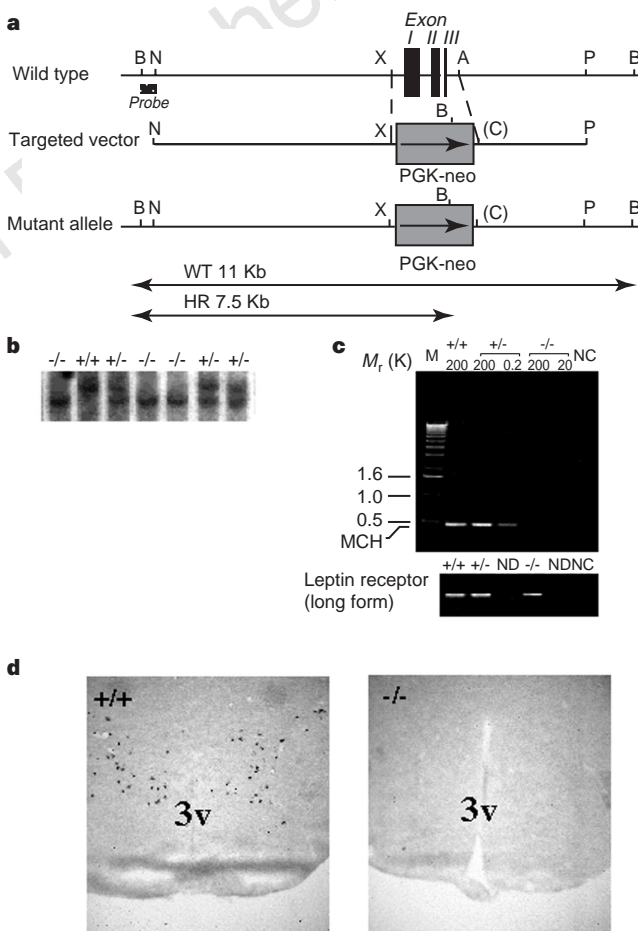 a
Exon
I II III
B N X A P B
Wild type
Probe
B
Targeted vector N X (C) P
PGK-neo
B
Mutant allele B N X (C) P B
PGK-neo
WT 11 Kb
HR 7.5 Kb
b
-/- +/+ +/- -/- -/- +/- +/-
c
+/+ +/- -/-
Mr (K) M 200 200 0.2 200 20 NC
1.6
1.0
0.5
MCH
+/+ +/- ND -/- NDNC
Leptin receptor
(long form)
d
+/+ -/-
3v 3v